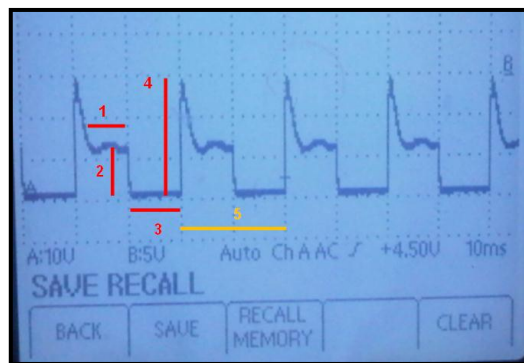 B
4
1
2
A
3
5
A:10V B:5V Auto Ch A AC +4.50V 10ms
SAVE RECALL
BACK SAVE RECALL MEMORY CLEAR